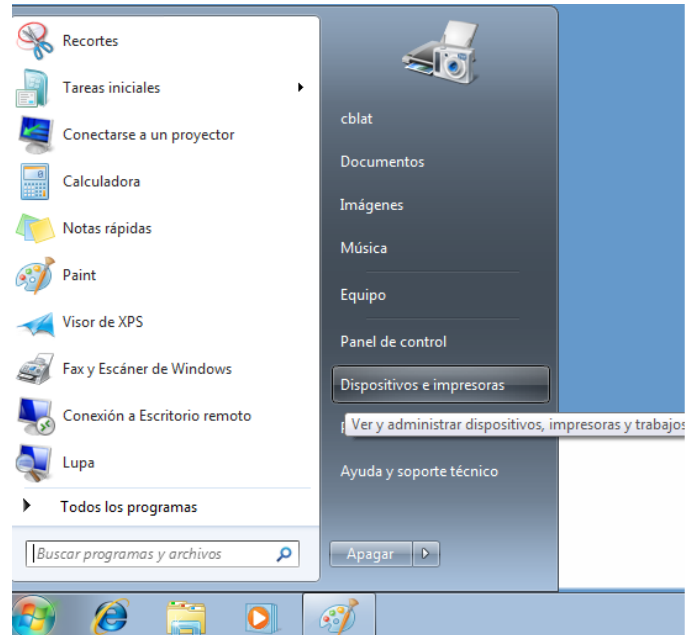 Recortes
Tareas iniciales
Conectarse a un proyector
Calculadora
Notas rápidas
Paint
Visor de XPS
Fax y Escáner de Windows
Conexión a Escritorio remoto
Lupa
Todos los programas
Buscar programas y archivos
cblat
Documentos
Imágenes
Música
Equipo
Panel de control
Dispositivos e impresoras
Ver y administrar dispositivos, impresoras y trabajos
Ayuda y soporte técnico
Apagar